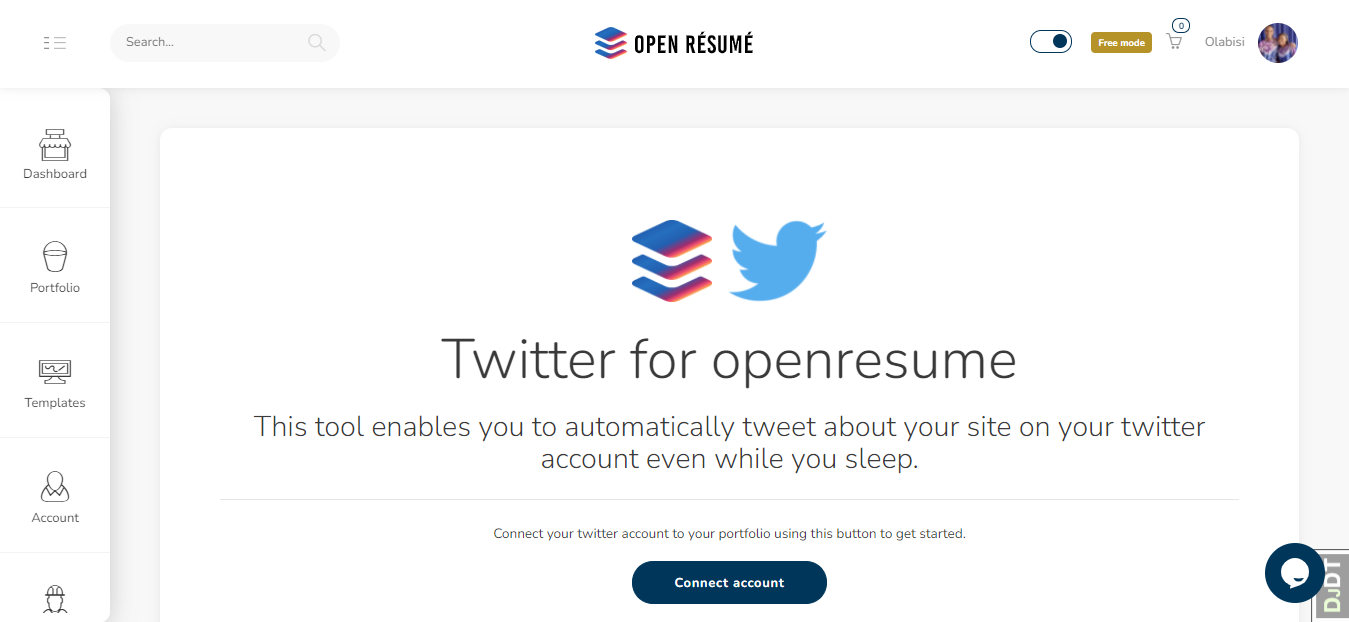 Search...
OPEN RÉSUMÉ
Free mode
0
Olabisi
Dashboard
Portfolio
Templates
Account
Twitter for openresume
This tool enables you to automatically tweet about your site on your twitter
account even while you sleep.
Connect your twitter account to your portfolio using this button to get started.
Connect account
DJDT